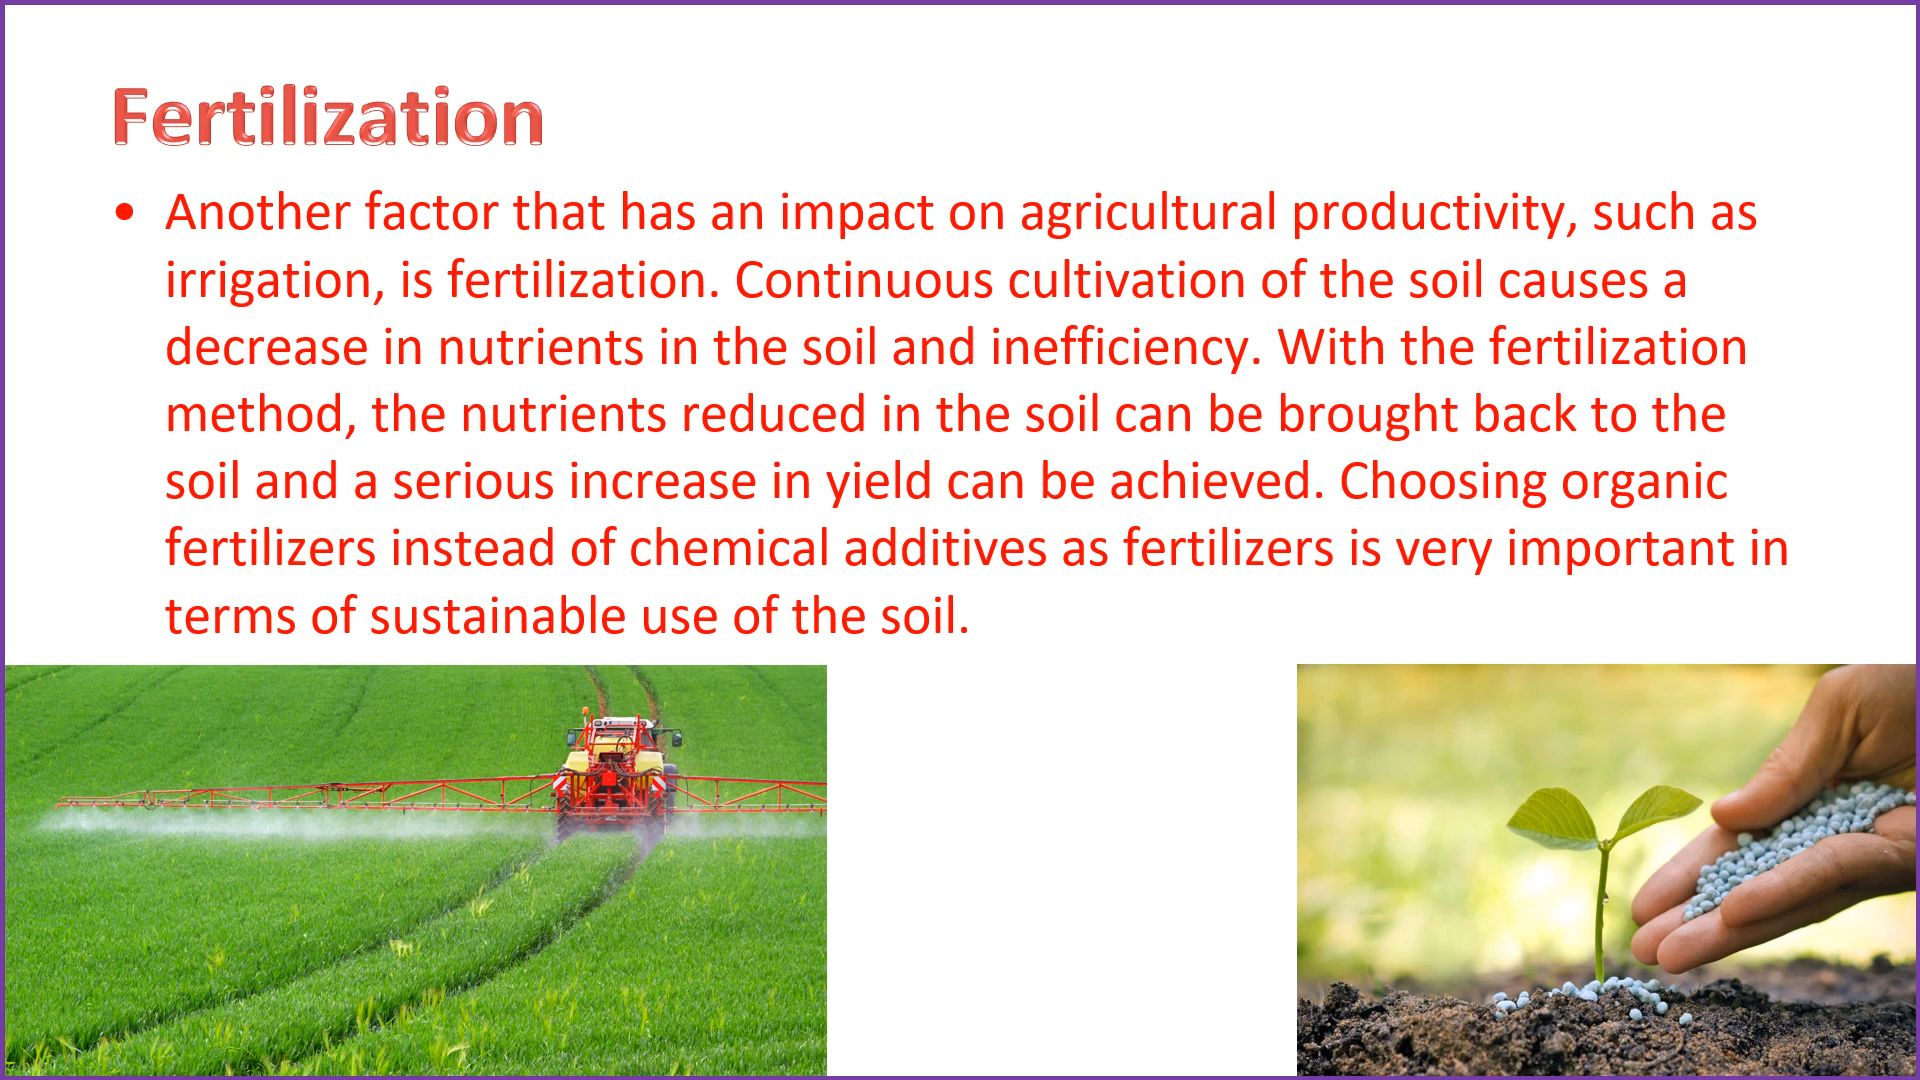 Fertilization
• Another factor that has an impact on agricultural productivity, such as
irrigation, is fertilization. Continuous cultivation of the soil causes a
decrease in nutrients in the soil and inefficiency. With the fertilization
method, the nutrients reduced in the soil can be brought back to the
soil and a serious increase in yield can be achieved. Choosing organic
fertilizers instead of chemical additives as fertilizers is very important in
terms of sustainable use of the soil.